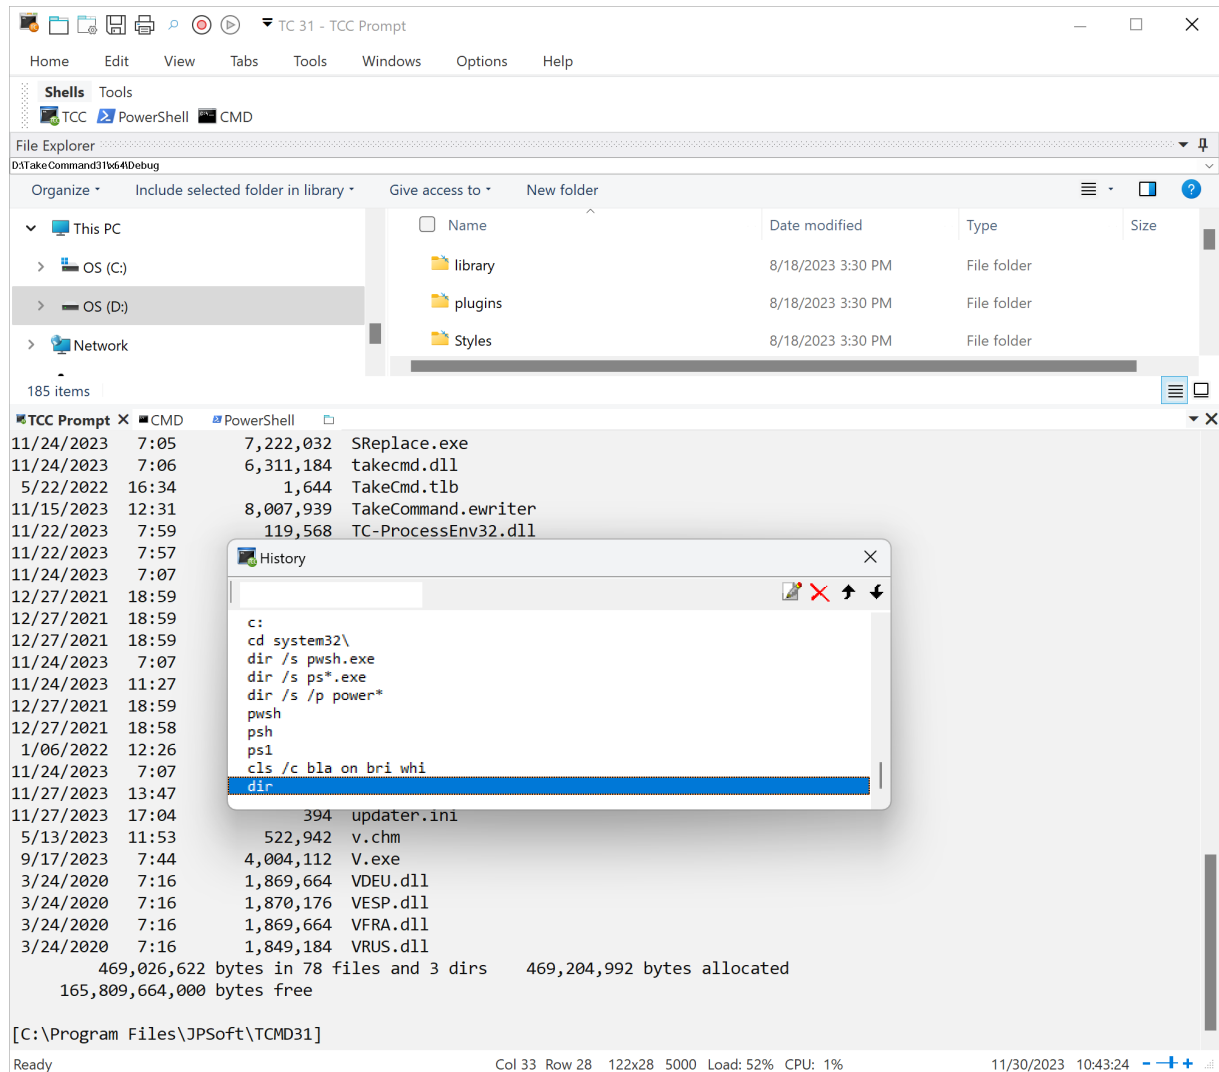 TC 31 - TCC Prompt
Home Edit View Tabs Tools Windows Options Help
Shells Tools
TCC PowerShell CMD
File Explorer
D:\TakeCommand31\x64\Debug
Organize Include selected folder in library Give access to New folder
This PC
Name Date modified Type Size
OS (C:)
library 8/18/2023 3:30 PM File folder
OS (D:)
plugins 8/18/2023 3:30 PM File folder
Network
Styles 8/18/2023 3:30 PM File folder
185 items
TCC Prompt CMD PowerShell
11/24/2023 7:05 7,222,032 SReplace.exe
11/24/2023 7:06 6,311,184 takecmd.dll
5/22/2022 16:34 1,644 TakeCmd.tlb
11/15/2023 12:31 8,007,939 TakeCommand.ewriter
11/22/2023 7:59 119,568 TC-ProcessEnv32.dll
11/22/2023 7:57
11/24/2023 7:07
12/27/2021 18:59
12/27/2021 18:59
12/27/2021 18:59
11/24/2023 7:07
11/24/2023 11:27
12/27/2021 18:59
12/27/2021 18:58
1/06/2022 12:26
11/24/2023 7:07
11/27/2023 13:47
History
c:
cd system32\
dir /s pwsh.exe
dir /s ps*.exe
dir /s /p power*
pwsh
psh
ps1
cls /c bla on bri whi
dir
11/27/2023 17:04 394 updater.ini
5/13/2023 11:53 522,942 v.chm
9/17/2023 7:44 4,004,112 V.exe
3/24/2020 7:16 1,869,664 VDEU.dll
3/24/2020 7:16 1,870,176 VESP.dll
3/24/2020 7:16 1,869,664 VFRA.dll
3/24/2020 7:16 1,849,184 VRUS.dll
469,026,622 bytes in 78 files and 3 dirs 469,204,992 bytes allocated
165,809,664,000 bytes free
[C:\Program Files\JPSoft\TCMD31]
Ready Col 33 Row 28 122x28 5000 Load: 52% CPU: 1% 11/30/2023 10:43:24